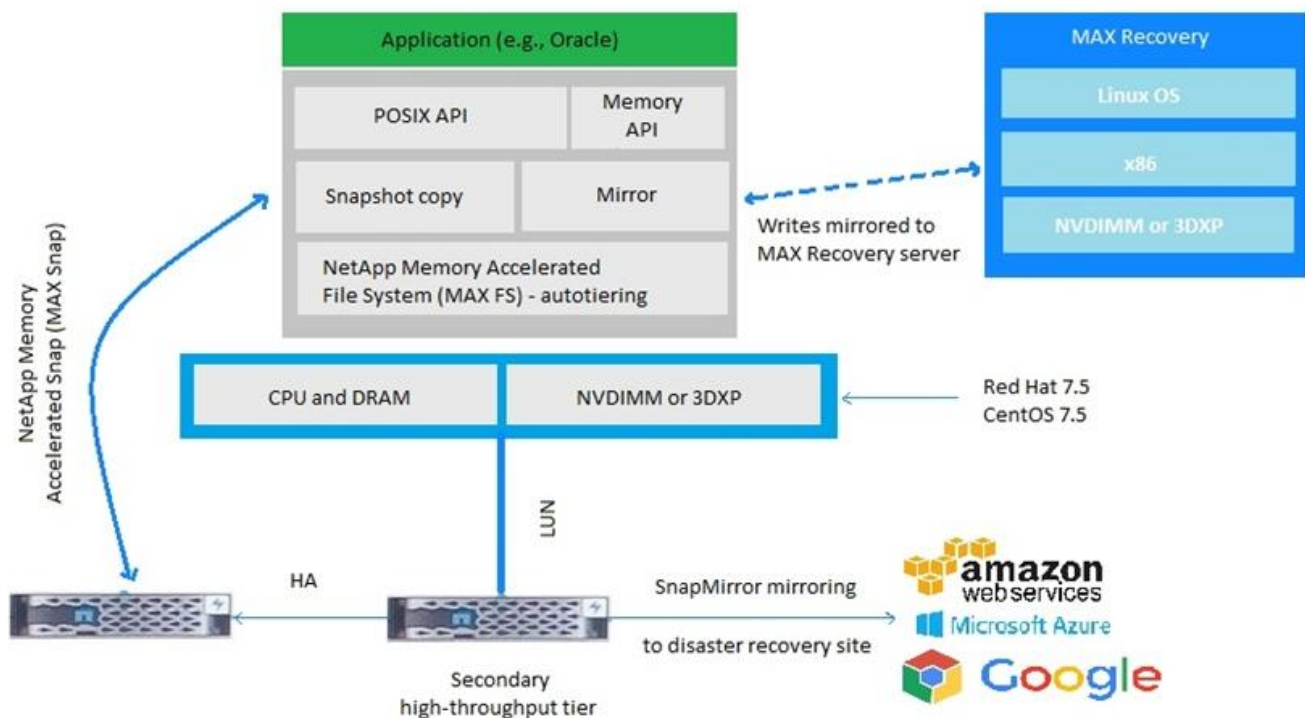 Application (e.g., Oracle)
MAX Recovery
POSIX API
Memory
API
Linux OS
x86
NVDIMM or 3DXP
Snapshot copy
Mirror
Writes mirrored to
MAX Recovery server
NetApp Memory Accelerated
File System (MAX FS) - autotiering
NetApp Memory
Accelerated Snap (MAX Snap)
CPU and DRAM
NVDIMM or 3DXP
Red Hat 7.5
CentOS 7.5
LUN
HA
SnapMirror mirroring
to disaster recovery site
amazon
webservices
Microsoft Azure
Google
Secondary
high-throughput tier